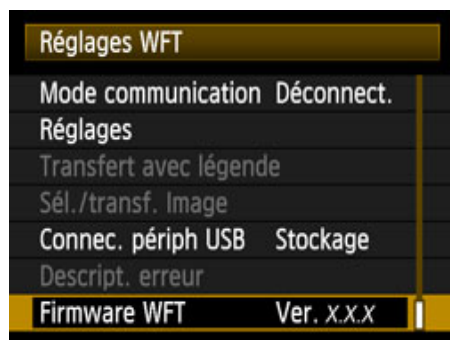 Réglages WFT
Mode communication Déconnect.
Réglages
Transfert avec légende
Sél./transf. Image
Connec. périph USB Stockage
Descript. erreur
Firmware WFT Ver. X.X.X